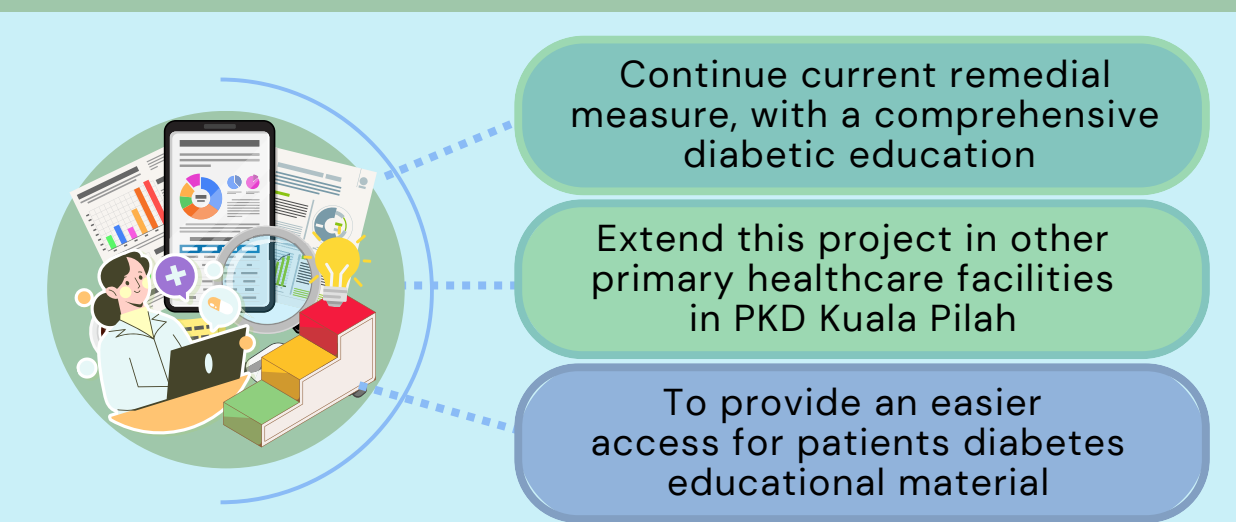 Continue current remedial
measure, with a comprehensive
diabetic education
Extend this project in other
primary healthcare facilities
in PKD Kuala Pilah
To provide an easier
access for patients diabetes
educational material